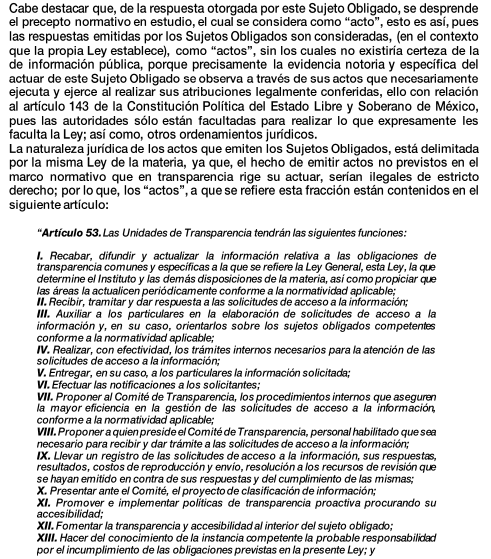 Cabe destacar que, de la respuesta otorgada por este Sujeto Obligado, se desprende
el precepto normativo en estudio, el cual se considera como “acto”, esto es así, pues
las respuestas emitidas por los Sujetos Obligados son consideradas, (en el contexto
que la propia Ley establece), como “actos”, sin los cuales no existiría certeza de la
de información pública, porque precisamente la evidencia notoria y específica del
actuar de este Sujeto Obligado se observa a través de sus actos que necesariamente
ejecuta y ejerce al realizar sus atribuciones legalmente conferidas, ello con relación
al artículo 143 de la Constitución Política del Estado Libre y Soberano de México,
pues las autoridades sólo están facultadas para realizar lo que expresamente les
faculta la Ley; así como, otros ordenamientos jurídicos.
La naturaleza jurídica de los actos que emiten los Sujetos Obligados, está delimitada
por la misma Ley de la materia, ya que, el hecho de emitir actos no previstos en el
marco normativo que en transparencia rige su actuar, serían ilegales de estricto
derecho; por lo que, los “actos”, a que se refiere esta fracción están contenidos en el
siguiente artículo:
“Artículo 53. Las Unidades de Transparencia tendrán las siguientes funciones:
I. Recabar, difundir y actualizar la información relativa a las obligaciones de
transparencia comunes y específicas a la que se refiere la Ley General, esta Ley, la que
determine el Instituto y las demás disposiciones de la materia, así como propiciar que
las áreas la actualicen periódicamente conforme a la normatividad aplicable;
II. Recibir, tramitar y dar respuesta a las solicitudes de acceso a la información;
III. Auxiliar a los particulares en la elaboración de solicitudes de acceso a la
información y, en su caso, orientarlos sobre los sujetos obligados competentes
conforme a la normatividad aplicable;
IV. Realizar, con efectividad, los trámites internos necesarios para la atención de las
solicitudes de acceso a la información;
V. Entregar, en su caso, a los particulares la información solicitada;
VI. Efectuar las notificaciones a los solicitantes;
VII. Proponer al Comité de Transparencia, los procedimientos internos que aseguren
la mayor eficiencia en la gestión de las solicitudes de acceso a la información,
conforme a la normatividad aplicable;
VIII. Proponer a quien preside el Comité de Transparencia, personal habilitado que sea
necesario para recibir y dar trámite a las solicitudes de acceso a la información;
IX. Llevar un registro de las solicitudes de acceso a la información, sus respuestas,
resultados, costos de reproducción y envío, resolución a los recursos de revisión que
se hayan emitido en contra de sus respuestas y del cumplimiento de las mismas;
X. Presentar ante el Comité, el proyecto de clasificación de información;
XI. Promover e implementar políticas de transparencia proactiva procurando su
accesibilidad;
XII. Fomentar la transparencia y accesibilidad al interior del sujeto obligado;
XIII. Hacer del conocimiento de la instancia competente la probable responsabilidad
por el incumplimiento de las obligaciones previstas en la presente Ley; y